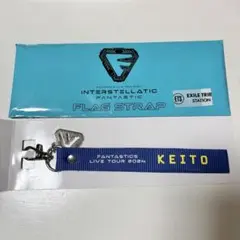 INTERSTELLATIC
FANTASTIC
FLAG STRAP
EXILE TRIBE
STATION
FANTASTICS
LIVE TOUR 2024
KEITO